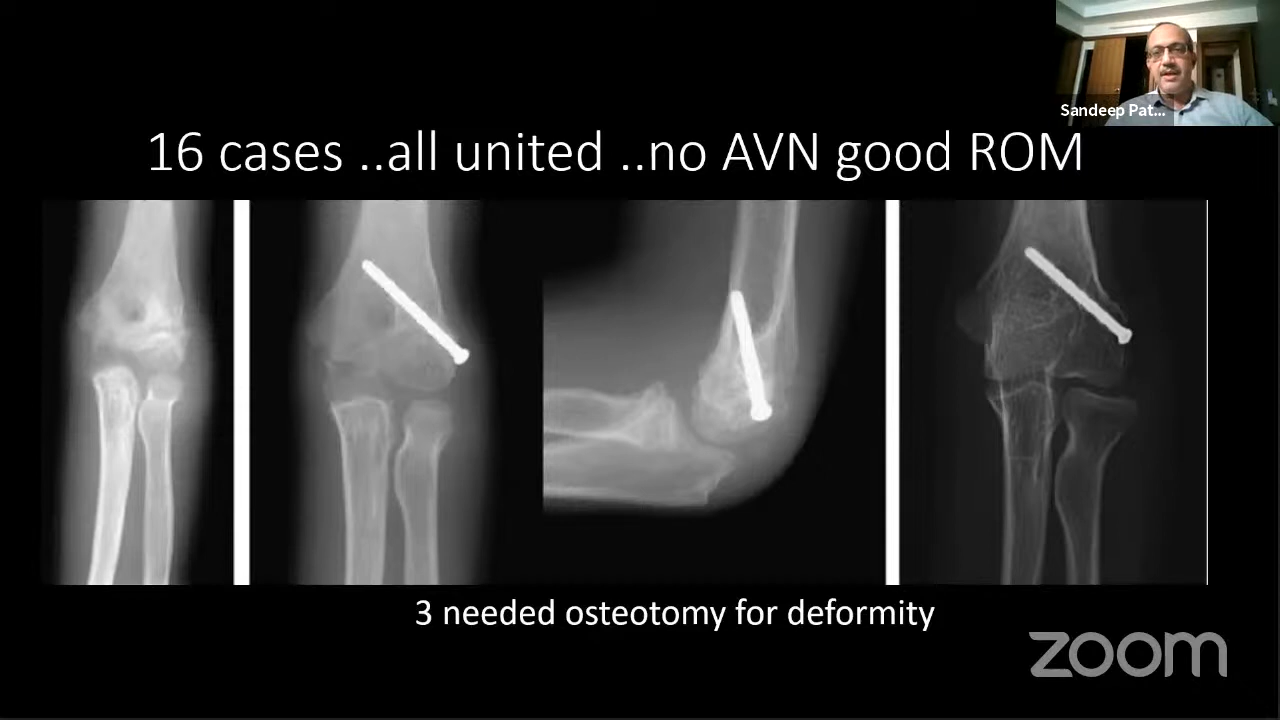 Sandeep Pat...
16 cases ..all united ..no AVN good ROM
3 needed osteotomy for deformity
zoom